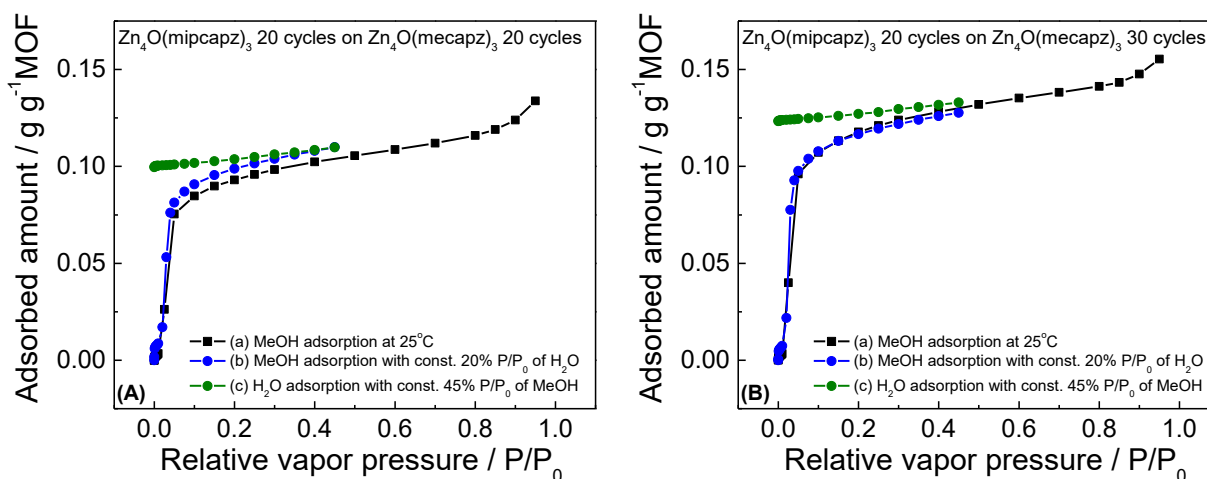 Zn4O(mipcapz)3 20 cycles on Zn4O(mecapz)3 20 cycles
0.15
0.10
0.05
0.00
Adsorbed amount / g g-1MOF
(a) MeOH adsorption at 25oC
(b) MeOH adsorption with const. 20% P/P0 of H2O
(c) H2O adsorption with const. 45% P/P0 of MeOH
(A)
0.0 0.2 0.4 0.6 0.8 1.0
Relative vapor pressure / P/P0
Zn4O(mipcapz)3 20 cycles on Zn4O(mecapz)3 30 cycles
0.15
0.10
0.05
0.00
Adsorbed amount / g g-1MOF
(a) MeOH adsorption at 25oC
(b) MeOH adsorption with const. 20% P/P0 of H2O
(c) H2O adsorption with const. 45% P/P0 of MeOH
(B)
0.0 0.2 0.4 0.6 0.8 1.0
Relative vapor pressure / P/P0